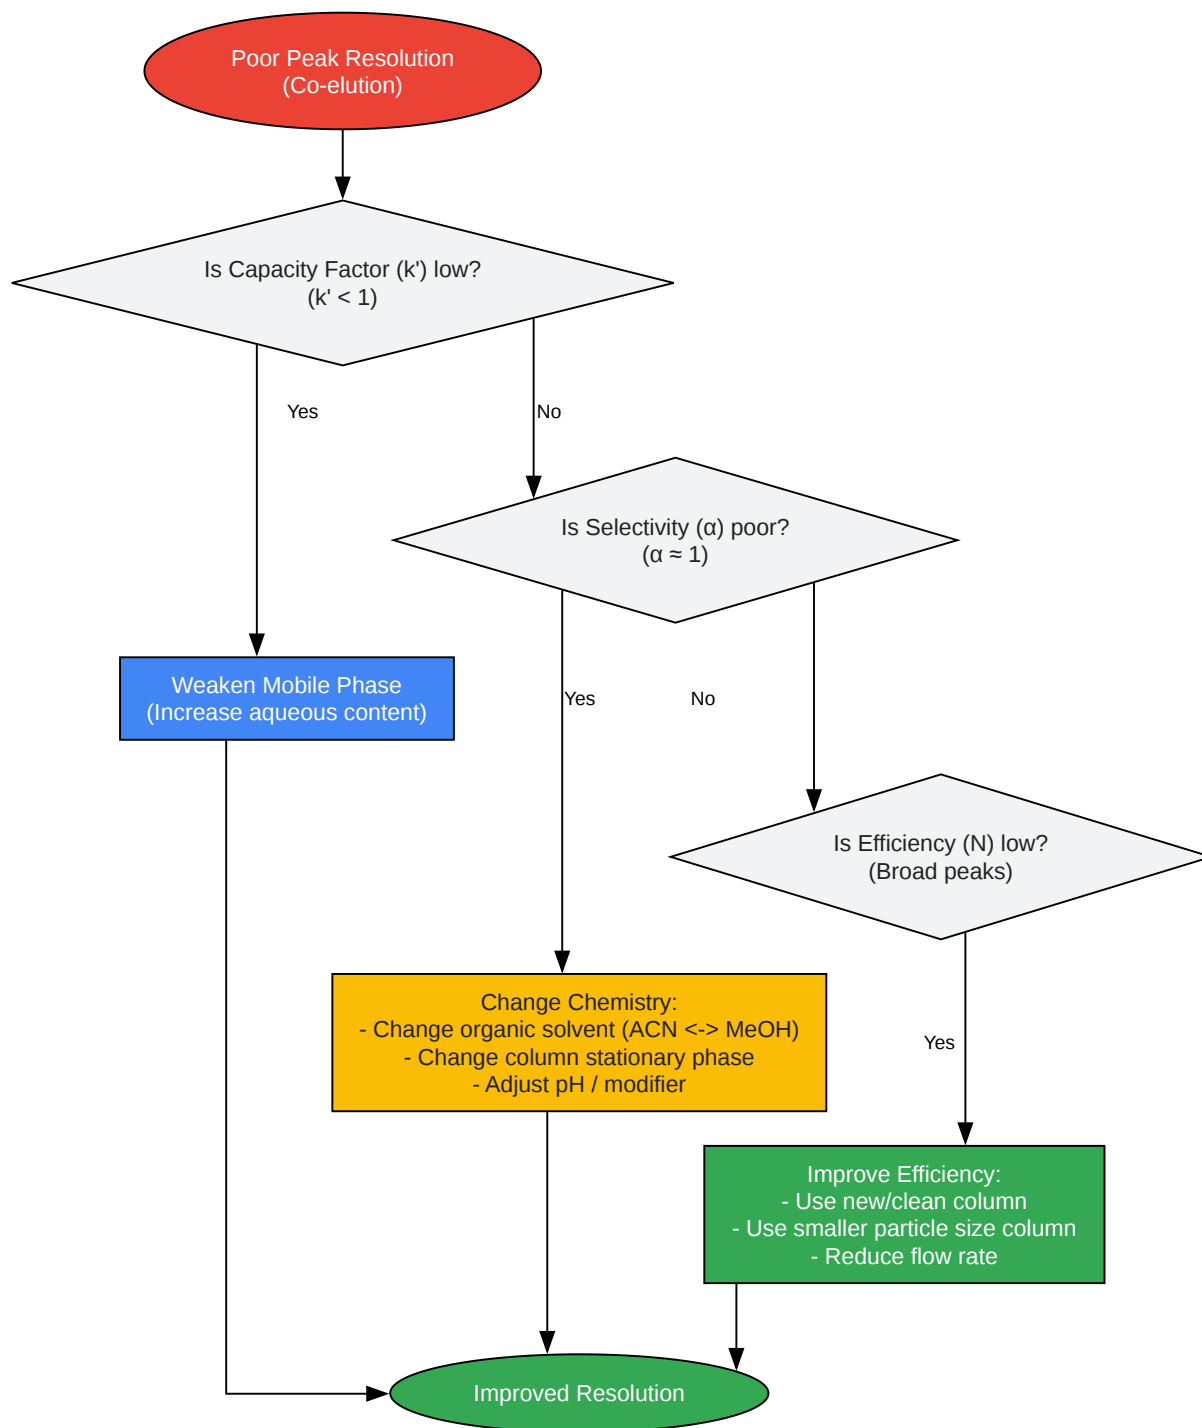 Poor Peak Resolution
(Co-elution)
Is Capacity Factor (k') low?
(k' < 1)
Yes
No
Is Selectivity (α) poor?
(α ≈ 1)
Weaken Mobile Phase
(Increase aqueous content)
Yes
No
Is Efficiency (N) low?
(Broad peaks)
Change Chemistry:
- Change organic solvent (ACN <-> MeOH)
- Change column stationary phase
- Adjust pH / modifier
Yes
Improve Efficiency:
- Use new/clean column
- Use smaller particle size column
- Reduce flow rate
Improved Resolution